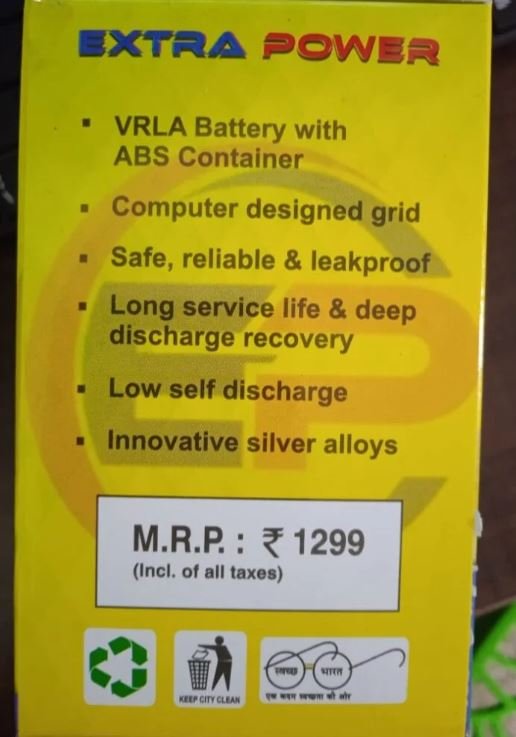 EXTRA POWER
▪ VRLA Battery with
ABS Container
▪ Computer designed grid
▪ Safe, reliable & leakproof
▪ Long service life & deep
discharge recovery
▪ Low self discharge
▪ Innovative silver alloys
EP
M.R.P. : ₹ 1299
(Incl. of all taxes)
KEEP CITY CLEAN
स्वच्छ भारत
एक कदम स्वच्छता की ओर